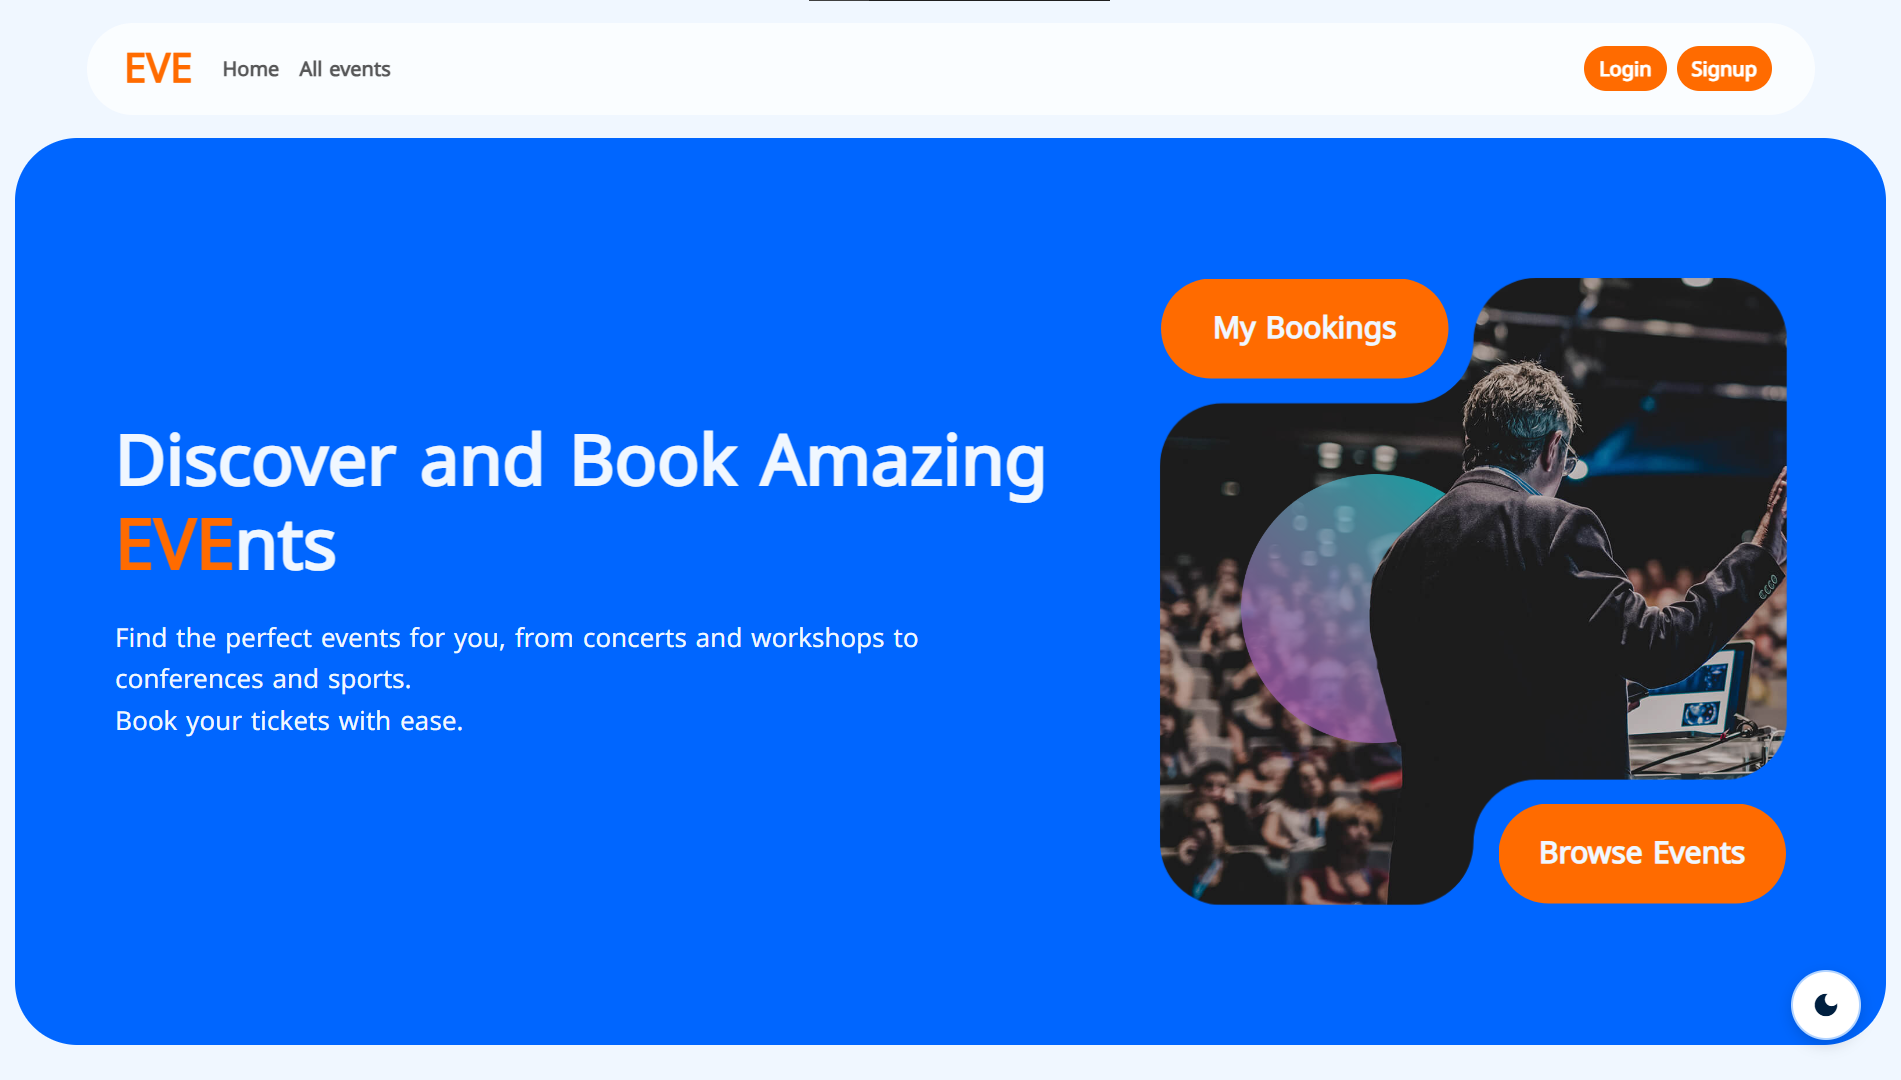 EVE
Home
All events
Login
Signup
My Bookings
Discover and Book Amazing
EVEnts
Find the perfect events for you, from concerts and workshops to
conferences and sports.
Book your tickets with ease.
Browse Events